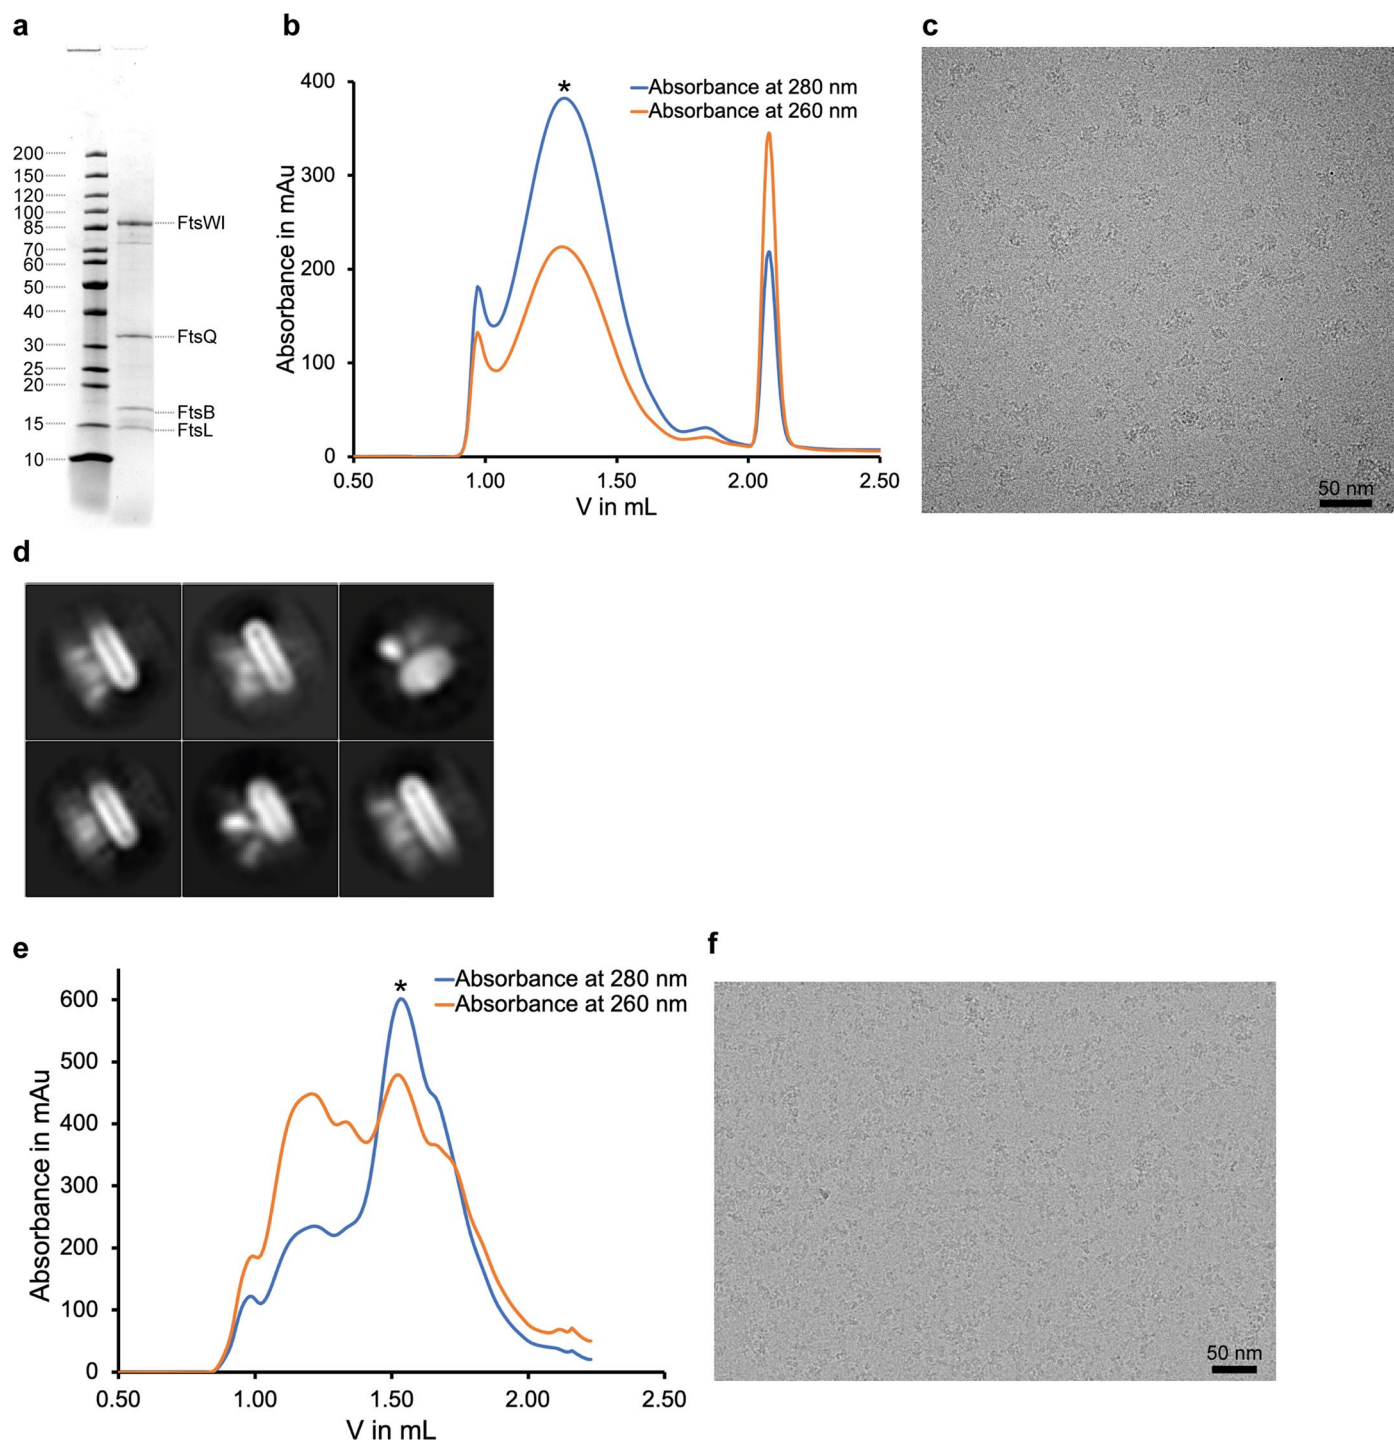 a
200
150
120
100
85
70
60
50
40
30
25
20
15
10
FtsWI
FtsQ
FtsB
FtsL
b
400
300
200
100
0
Absorbance in mAu
*
Absorbance at 280 nm
Absorbance at 260 nm
0.50 1.00 1.50 2.00 2.50
V in mL
c
50 nm
d
e
600
500
400
300
200
100
0
Absorbance in mAu
*
Absorbance at 280 nm
Absorbance at 260 nm
0.50 1.00 1.50 2.00 2.50
V in mL
f
50 nm